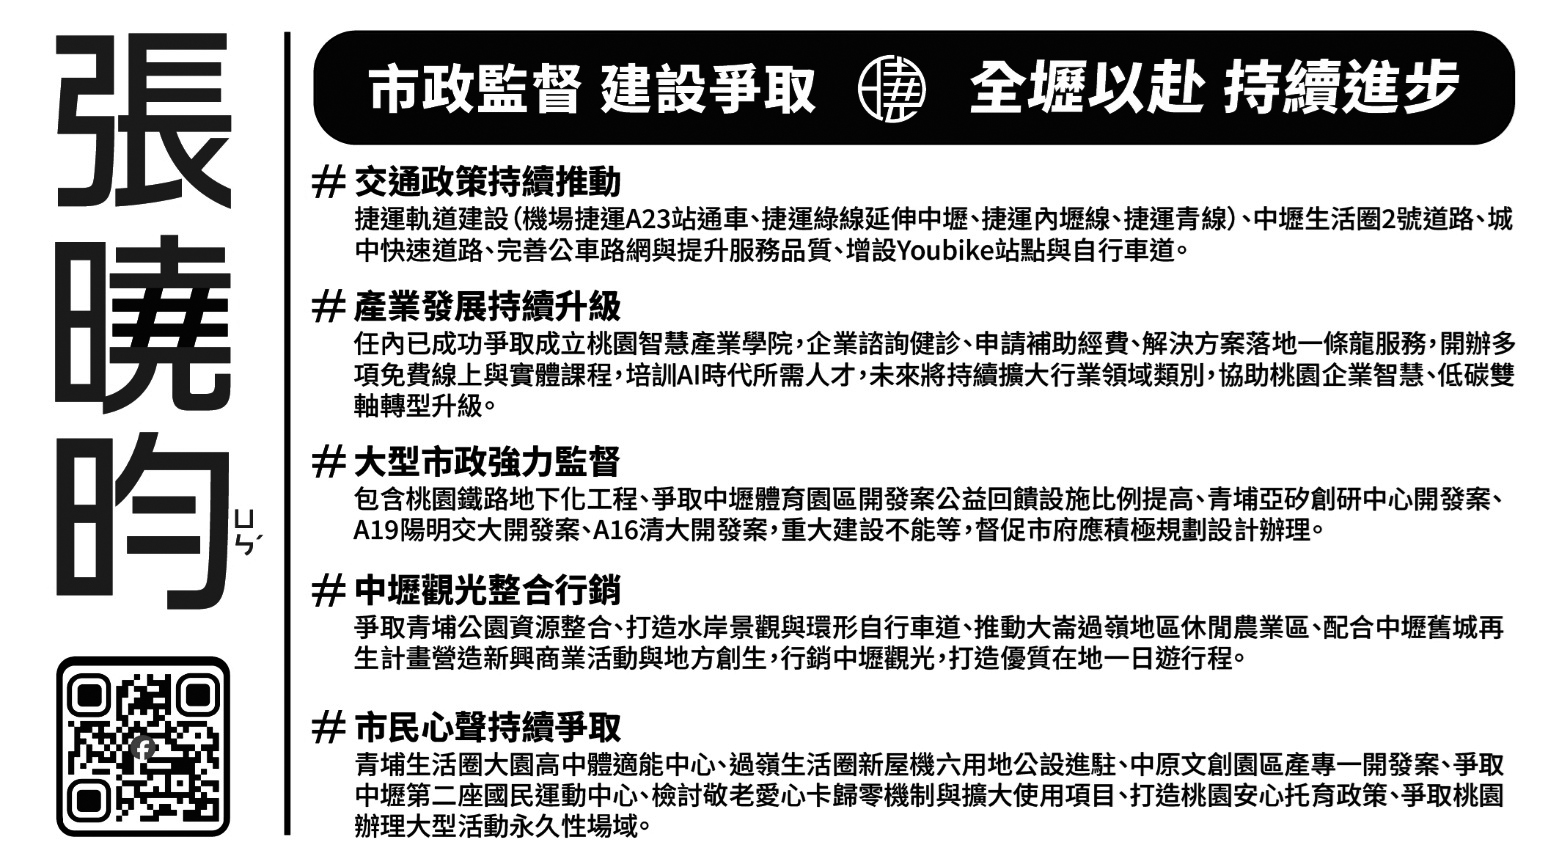 張曉昀
ㄩㄣˊ
市政監督 建設爭取 曉 全壢以赴 持續進步
# 交通政策持續推動
捷運軌道建設（機場捷運A23站通車、捷運綠線延伸中壢、捷運內壢線、捷運青線）、中壢生活圈2號道路、城
中快速道路、完善公車路網與提升服務品質、增設Youbike站點與自行車道。
# 產業發展持續升級
任內已成功爭取成立桃園智慧產業學院，企業諮詢健診、申請補助經費、解決方案落地一條龍服務，開辦多
項免費線上與實體課程，培訓AI時代所需人才，未來將持續擴大行業領域類別，協助桃園企業智慧、低碳雙
軸轉型升級。
# 大型市政強力監督
包含桃園鐵路地下化工程、爭取中壢體育園區開發案公益回饋設施比例提高、青埔亞矽創研中心開發案、
A19陽明交大開發案、A16清大開發案，重大建設不能等，督促市府應積極規劃設計辦理。
# 中壢觀光整合行銷
爭取青埔公園資源整合、打造水岸景觀與環形自行車道、推動大崙過嶺地區休閒農業區、配合中壢舊城再
生計畫營造新興商業活動與地方創生，行銷中壢觀光，打造優質在地一日遊行程。
# 市民心聲持續爭取
青埔生活圈大園高中體適能中心、過嶺生活圈新屋機六用地公設進駐、中原文創園區產專一開發案、爭取
中壢第二座國民運動中心、檢討敬老愛心卡歸零機制與擴大使用項目、打造桃園安心托育政策、爭取桃園
辦理大型活動永久性場域。